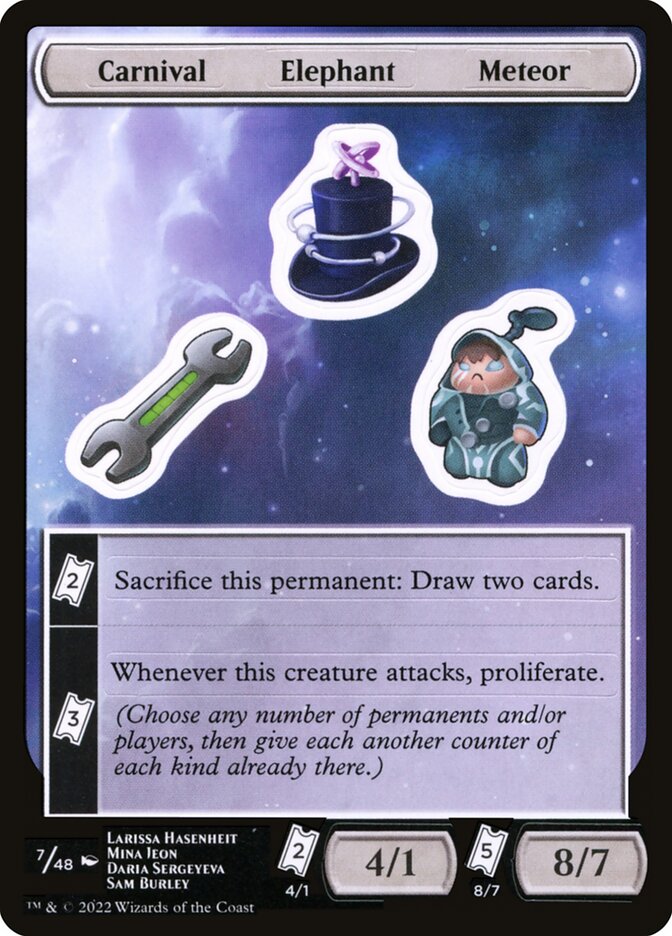 Carnival Elephant Meteor
2
Sacrifice this permanent: Draw two cards.
3
Whenever this creature attacks, proliferate.
(Choose any number of permanents and/or
players, then give each another counter of
each kind already there.)
7/48
Larissa Hasenheit
Mina Jeon
Daria Sergeyeva
Sam Burley
2
4/1
4/1
5
8/7
8/7
™ & © 2022 Wizards of the Coast